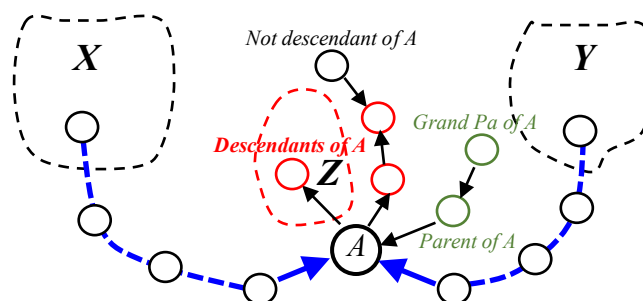 Not descendant of A
X
Y
Grand Pa of A
Descendants of A
Z
A
Parent of A